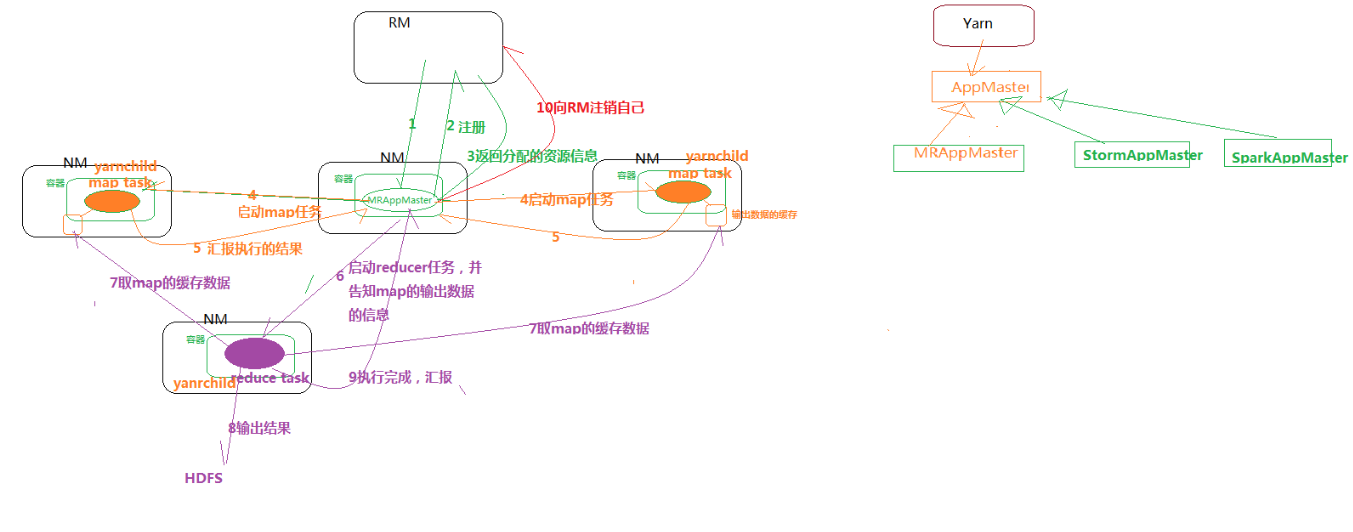 RM
Yarn
AppMaster
MRAppMaster
StormAppMaster
SparkAppMaster
10向RM注销自己
1
2 注册
3返回分配的资源信息
NM
yarnchild
map task
容器
NM
容器
MRAppMaster
NM
yarnchild
map task
容器
输出数据的缓存
4
启动map任务
4启动map任务
5 汇报执行的结果
5
6
启动reducer任务，并
告知map的输出数据
的信息
7取map的缓存数据
7取map的缓存数据
NM
容器
yanrchild
reduce task
9执行完成，汇报
8输出结果
HDFS